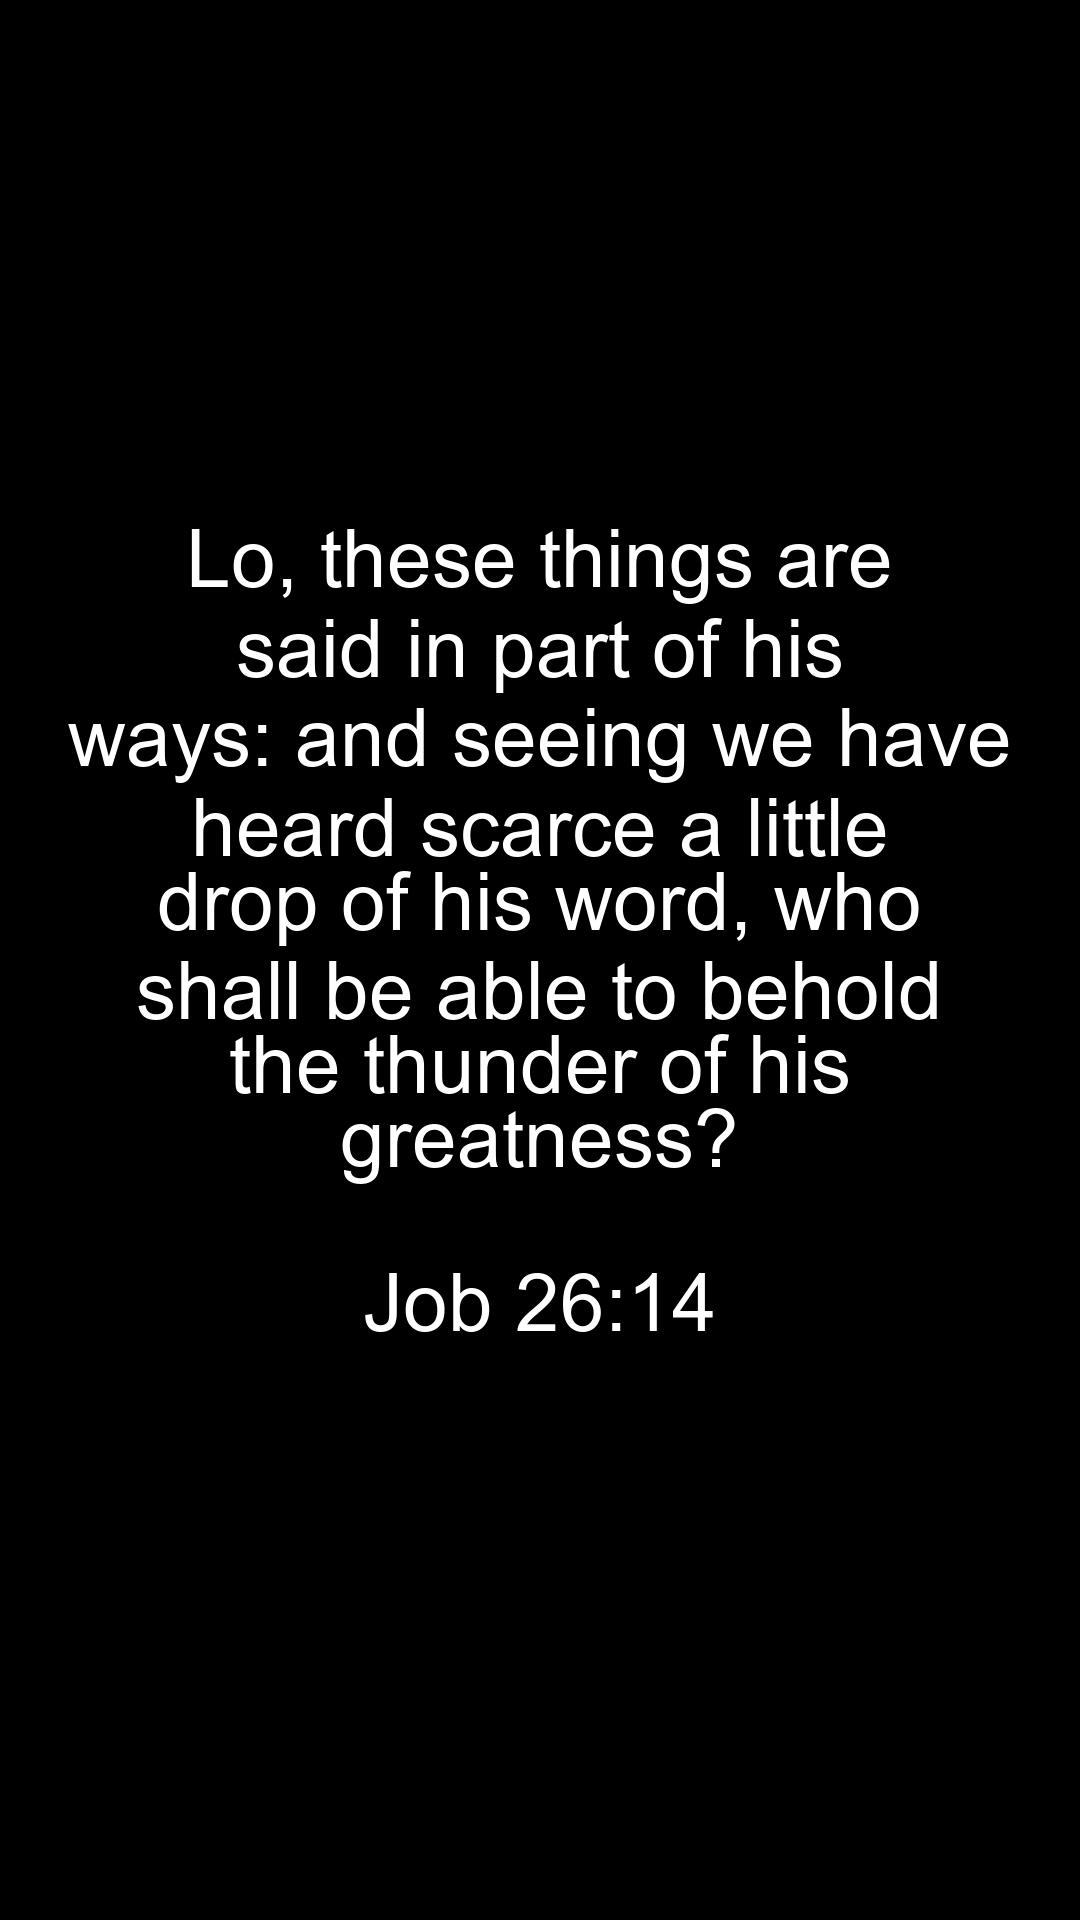 Lo, these things are
said in part of his
ways: and seeing we have
heard scarce a little
drop of his word, who
shall be able to behold
the thunder of his
greatness?
Job 26:14